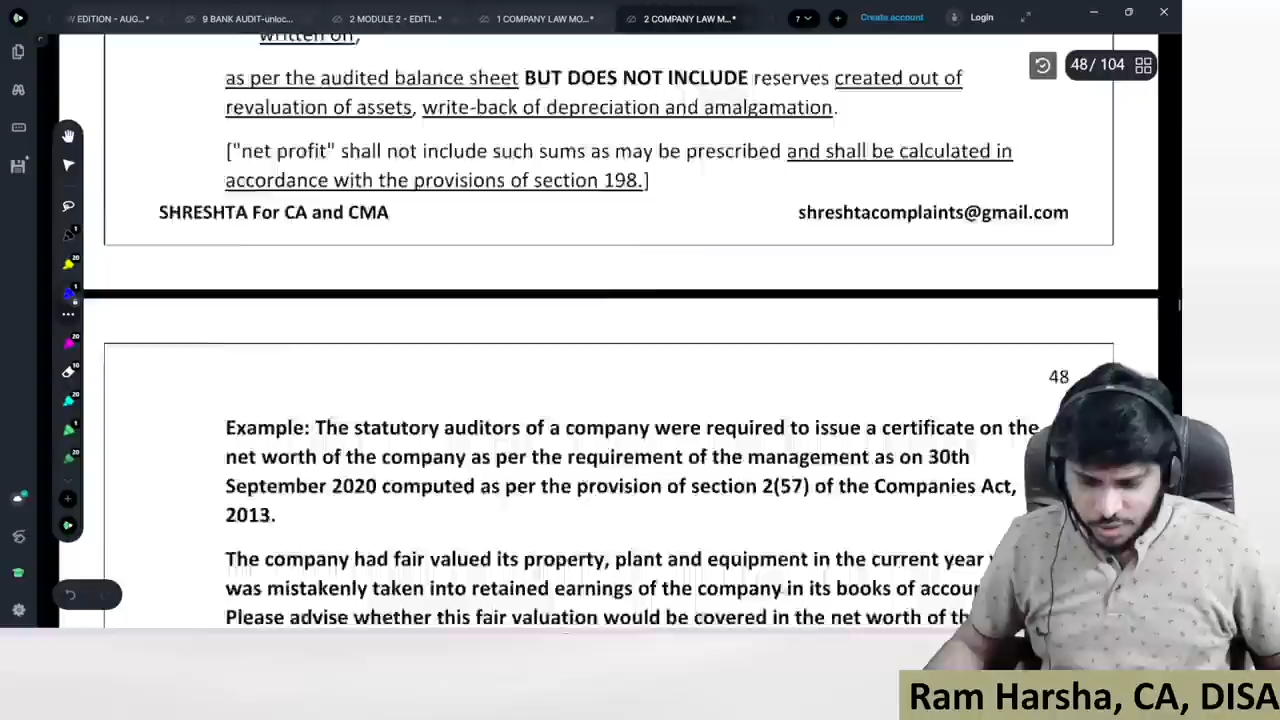 W EDITION - AUG...*
9 BANK AUDIT-unloc...
2 MODULE 2 - EDITI...*
1 COMPANY LAW MO...*
2 COMPANY LAW M...*
7
Create account
Login
written off,
as per the audited balance sheet BUT DOES NOT INCLUDE reserves created out of
revaluation of assets, write-back of depreciation and amalgamation.
["net profit" shall not include such sums as may be prescribed and shall be calculated in
accordance with the provisions of section 198.]
SHRESHTA For CA and CMA
shreshtacomplaints@gmail.com
48/ 104
48
Example: The statutory auditors of a company were required to issue a certificate on the
net worth of the company as per the requirement of the management as on 30th
September 2020 computed as per the provision of section 2(57) of the Companies Act,
2013.
The company had fair valued its property, plant and equipment in the current year
was mistakenly taken into retained earnings of the company in its books of
Please advise whether this fair valuation would be covered in the net worth of
Ram Harsha, CA, DISA